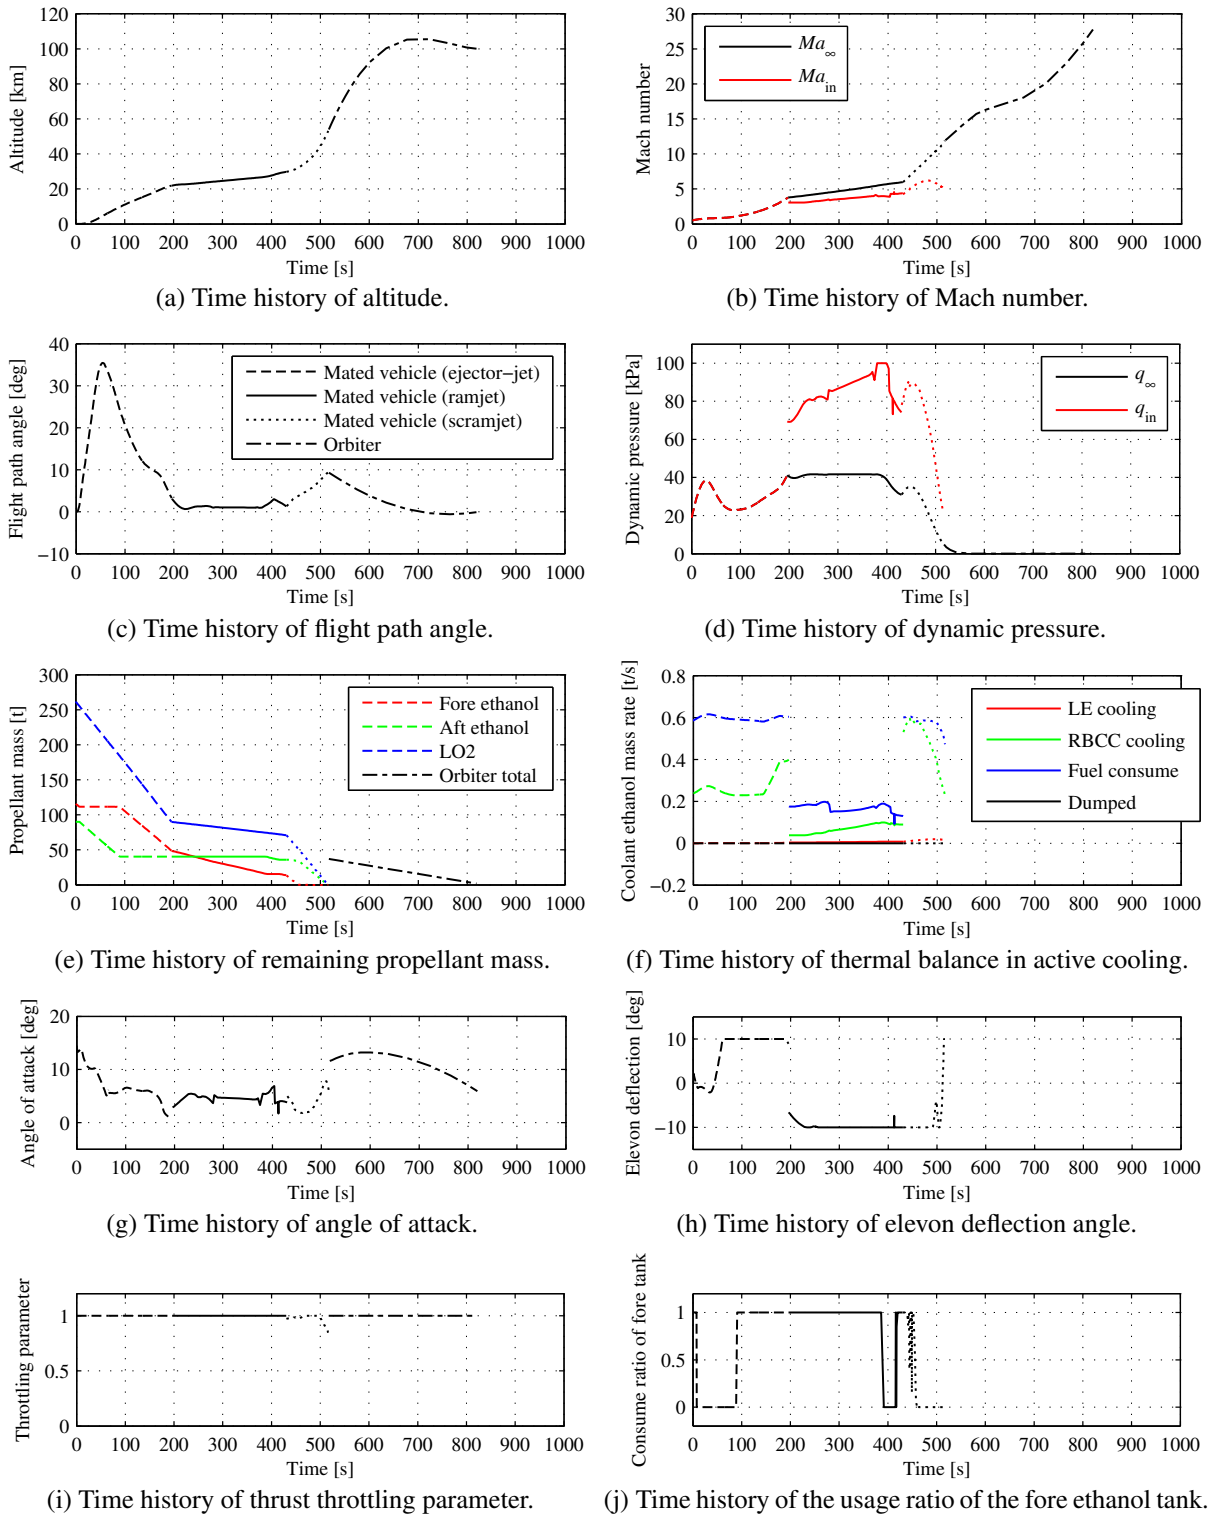 120
100
80
60
40
20
0
Altitude [km]
0 100 200 300 400 500 600 700 800 900 1000
Time [s]
(a) Time history of altitude.
30
25
20
15
10
5
0
Mach number
Ma∞
Ma in
0 100 200 300 400 500 600 700 800 900 1000
Time [s]
(b) Time history of Mach number.
40
30
20
10
0
−10
Flight path angle [deg]
Mated vehicle (ejector−jet)
Mated vehicle (ramjet)
Mated vehicle (scramjet)
Orbiter
0 100 200 300 400 500 600 700 800 900 1000
Time [s]
(c) Time history of flight path angle.
100
80
60
40
20
0
Dynamic pressure [kPa]
q∞
q in
0 100 200 300 400 500 600 700 800 900 1000
Time [s]
(d) Time history of dynamic pressure.
300
250
200
150
100
50
0
Propellant mass [t]
Fore ethanol
Aft ethanol
LO2
Orbiter total
0 100 200 300 400 500 600 700 800 900 1000
Time [s]
(e) Time history of remaining propellant mass.
0.8
0.6
0.4
0.2
0
−0.2
Coolant ethanol mass rate [t/s]
LE cooling
RBCC cooling
Fuel consume
Dumped
0 100 200 300 400 500 600 700 800 900 1000
Time [s]
(f) Time history of thermal balance in active cooling.
20
10
0
Angle of attack [deg]
0 100 200 300 400 500 600 700 800 900 1000
Time [s]
(g) Time history of angle of attack.
10
0
−10
Elevon deflection [deg]
0 100 200 300 400 500 600 700 800 900 1000
Time [s]
(h) Time history of elevon deflection angle.
1
0.5
0
Throttling parameter
0 100 200 300 400 500 600 700 800 900 1000
Time [s]
(i) Time history of thrust throttling parameter.
1
0.5
0
Consume ratio of fore tank
0 100 200 300 400 500 600 700 800 900 1000
Time [s]
(j) Time history of the usage ratio of the fore ethanol tank.